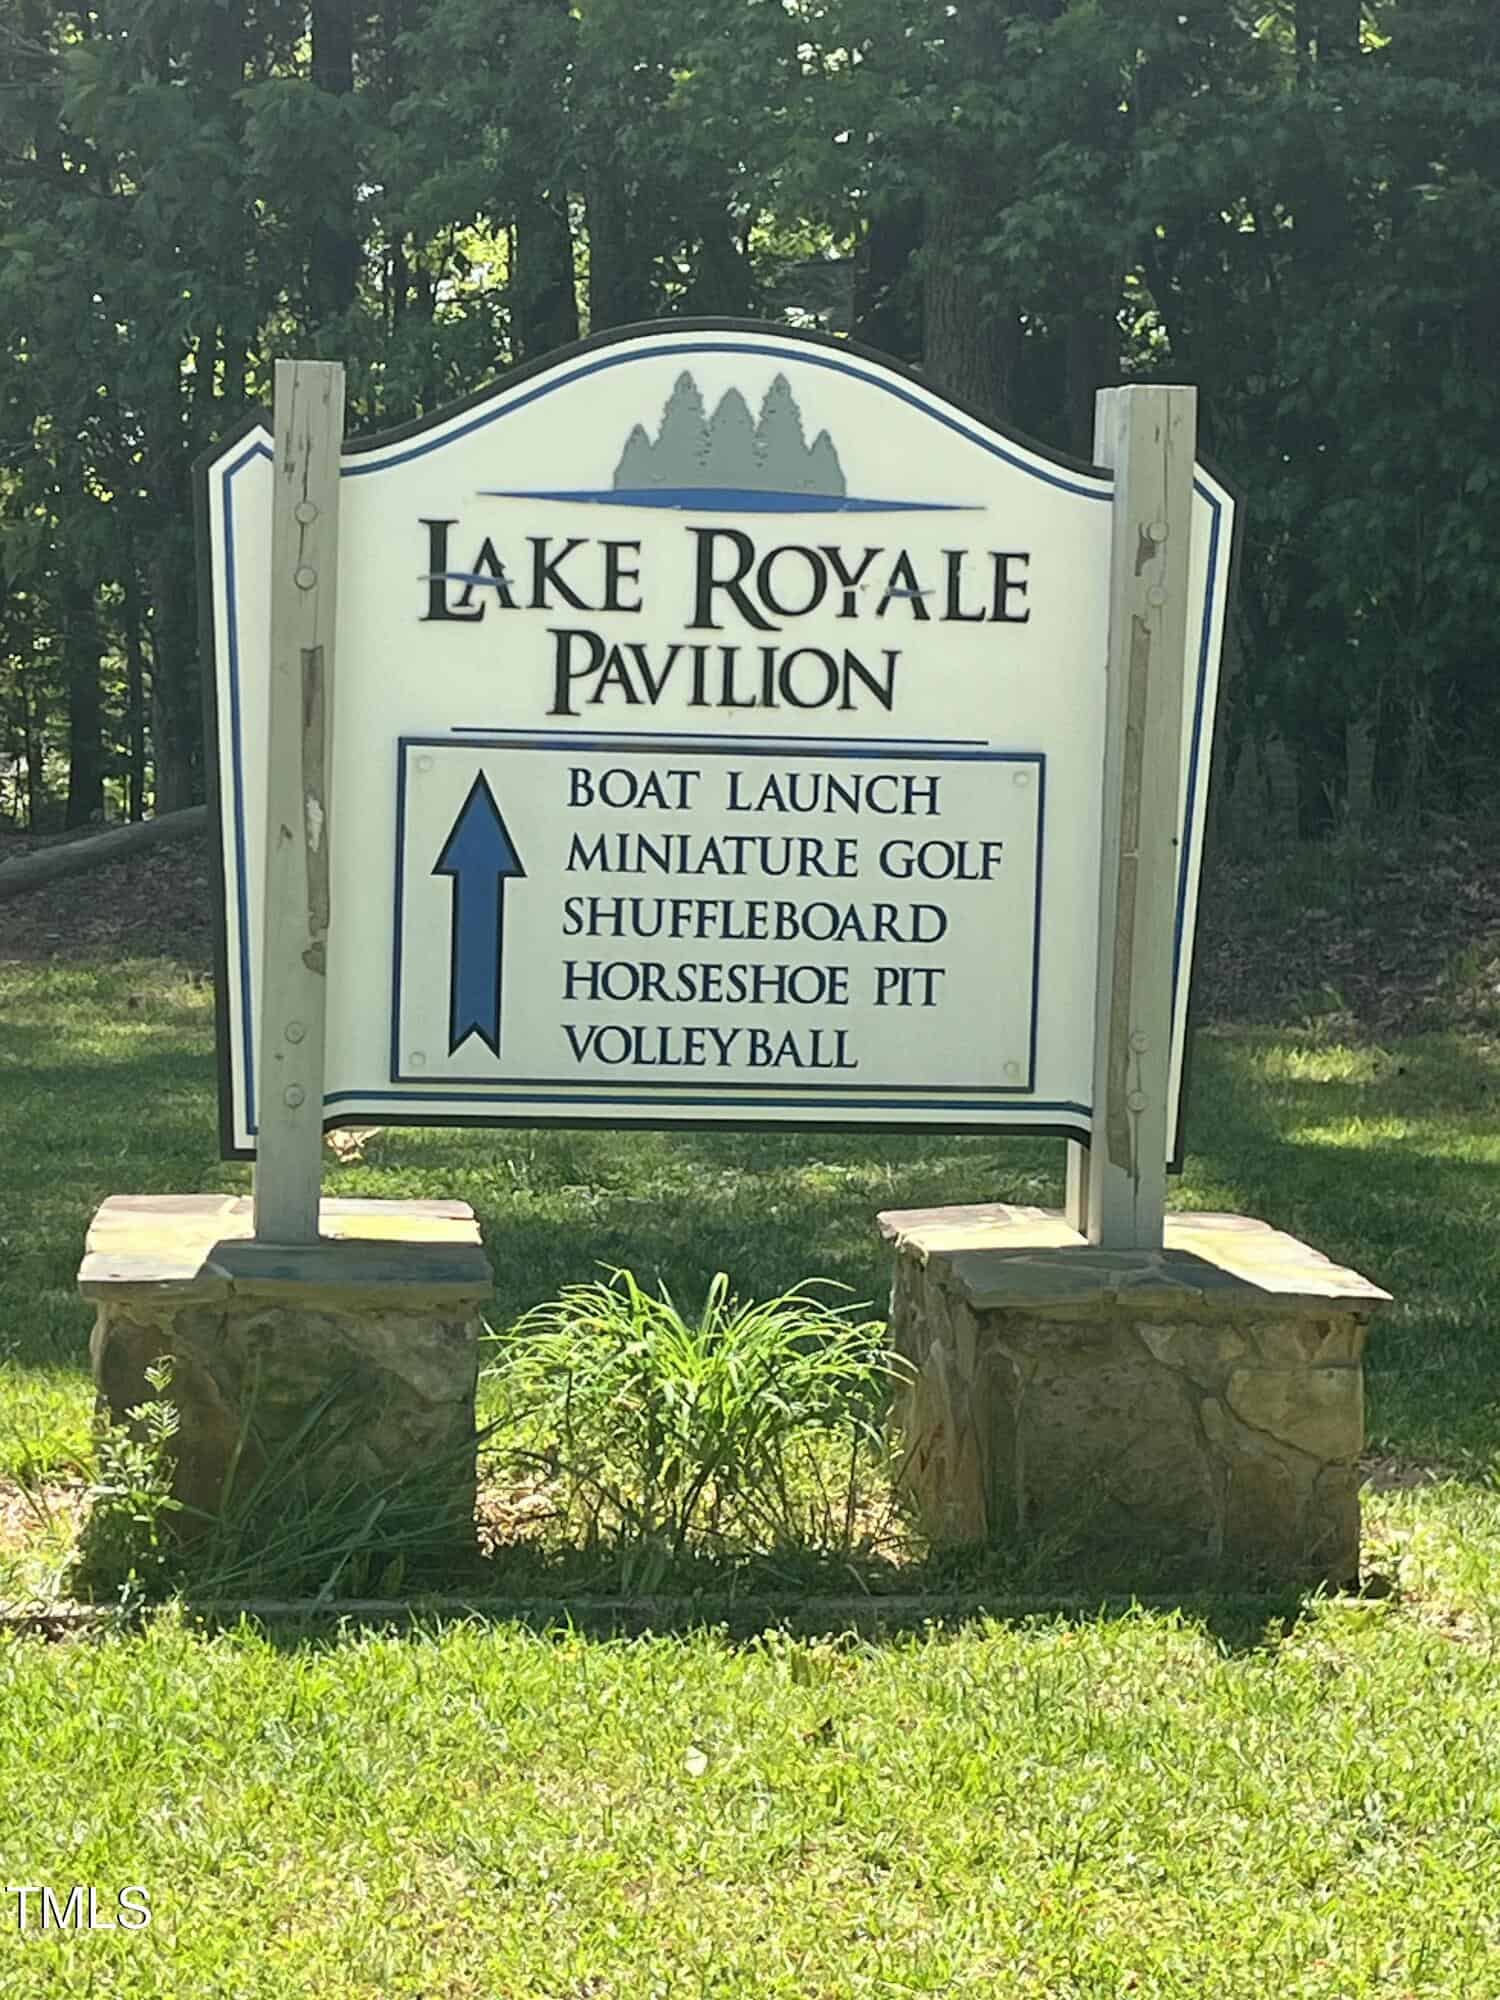 LAKE ROYALE
PAVILION
BOAT LAUNCH
MINIATURE GOLF
SHUFFLEBOARD
HORSESHOE PIT
VOLLEYBALL
TMLS